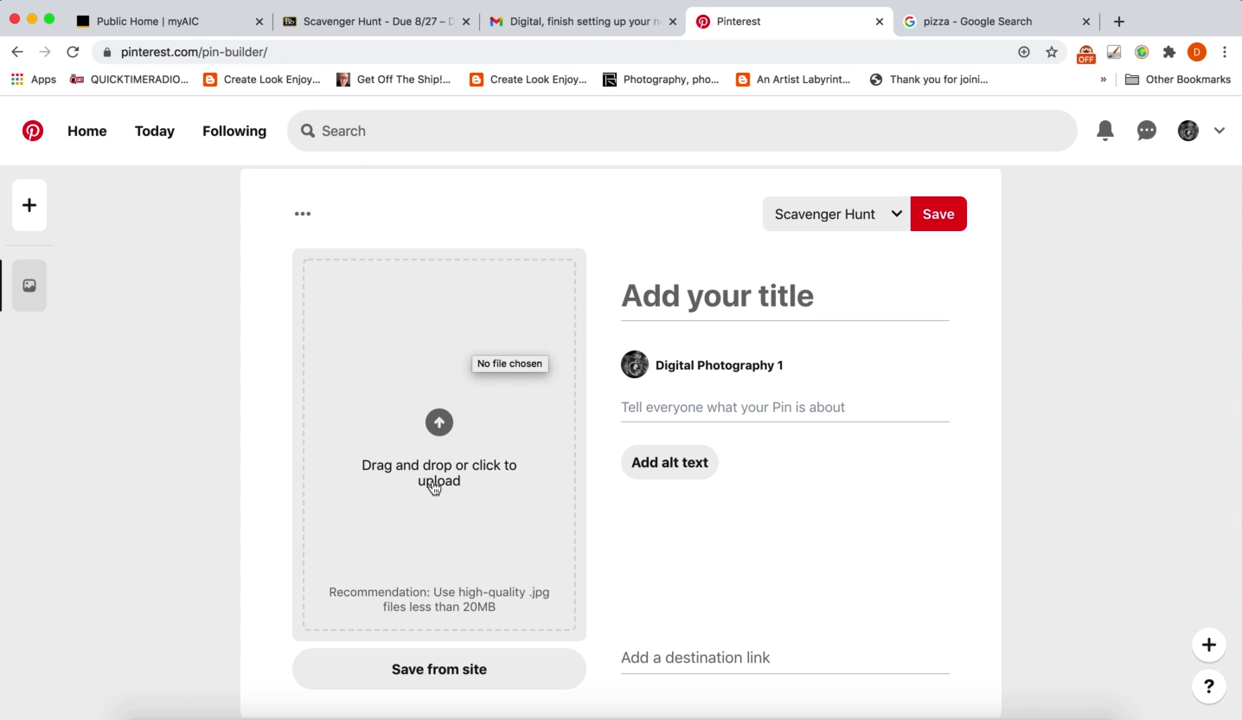 Public Home | myAIC
Scavenger Hunt - Due 8/27 – D
Digital, finish setting up your n
Pinterest
pizza - Google Search
pinterest.com/pin-builder/
OFF
D
Apps
QUICKTIMERADIO...
Create Look Enjoy...
Get Off The Ship!...
Create Look Enjoy...
Photography, pho...
An Artist Labyrint...
Thank you for joini...
»
Other Bookmarks
Home
Today
Following
Search
Scavenger Hunt
Save
Add your title
No file chosen
Digital Photography 1
Tell everyone what your Pin is about
Drag and drop or click to
upload
Add alt text
Recommendation: Use high-quality .jpg
files less than 20MB
Save from site
Add a destination link
?